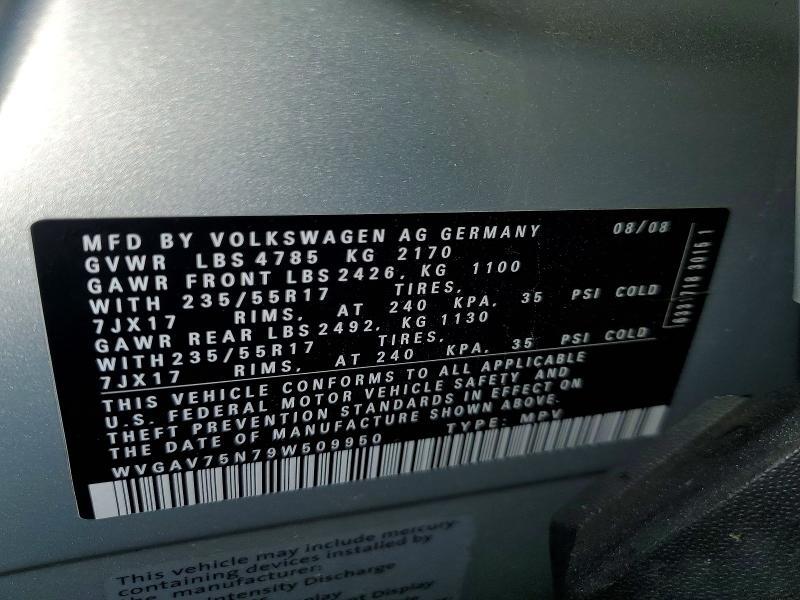 MFD BY VOLKSWAGEN AG GERMANY 08/08
GVWR LBS 4785 KG 2170
GAWR FRONT LBS 2426, KG 1100
WITH 235/55R17 TIRES,
7JX17 RIMS, AT 240 KPA, 35 PSI COLD
GAWR REAR LBS 2492, KG 1130
WITH 235/55R17 TIRES,
7JX17 RIMS, AT 240 KPA, 35 PSI COLD
THIS VEHICLE CONFORMS TO ALL APPLICABLE
U.S. FEDERAL MOTOR VEHICLE SAFETY AND
THEFT PREVENTION STANDARDS IN EFFECT ON
THE DATE OF MANUFACTURE SHOWN ABOVE.
WVGAV75N79W509950 TYPE: MPV
This vehicle may include mercury-
containing devices installed by
the manufacturer:
Intensity Discharge
Display